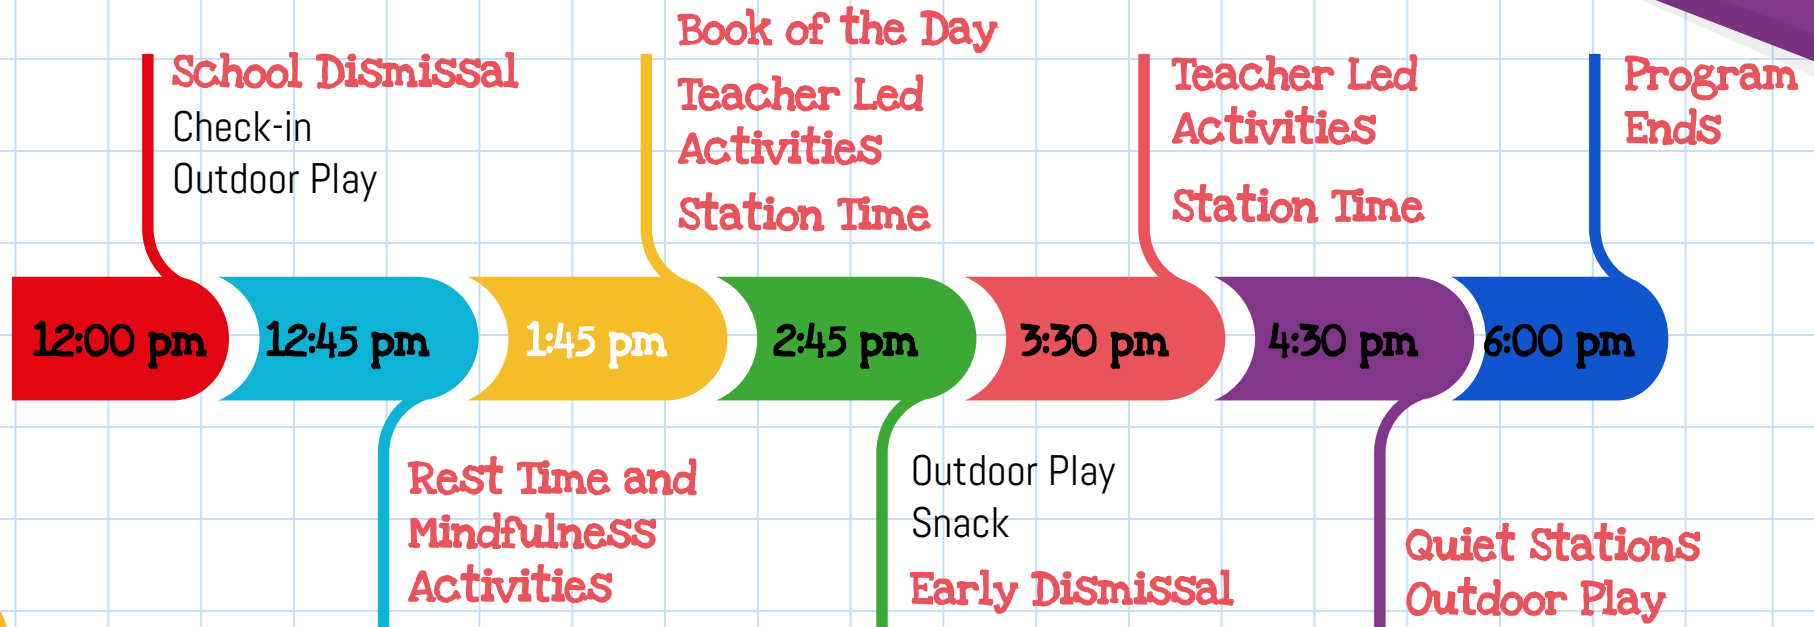 Book of the Day
School Dismissal
Check-in
Outdoor Play
Teacher Led
Activities
Station Time
Teacher Led
Activities
Station Time
Program
Ends
12:00 pm
12:45 pm
1:45 pm
2:45 pm
3:30 pm
4:30 pm
6:00 pm
Rest Time and
Mindfulness
Activities
Outdoor Play
Snack
Early Dismissal
Quiet Stations
Outdoor Play